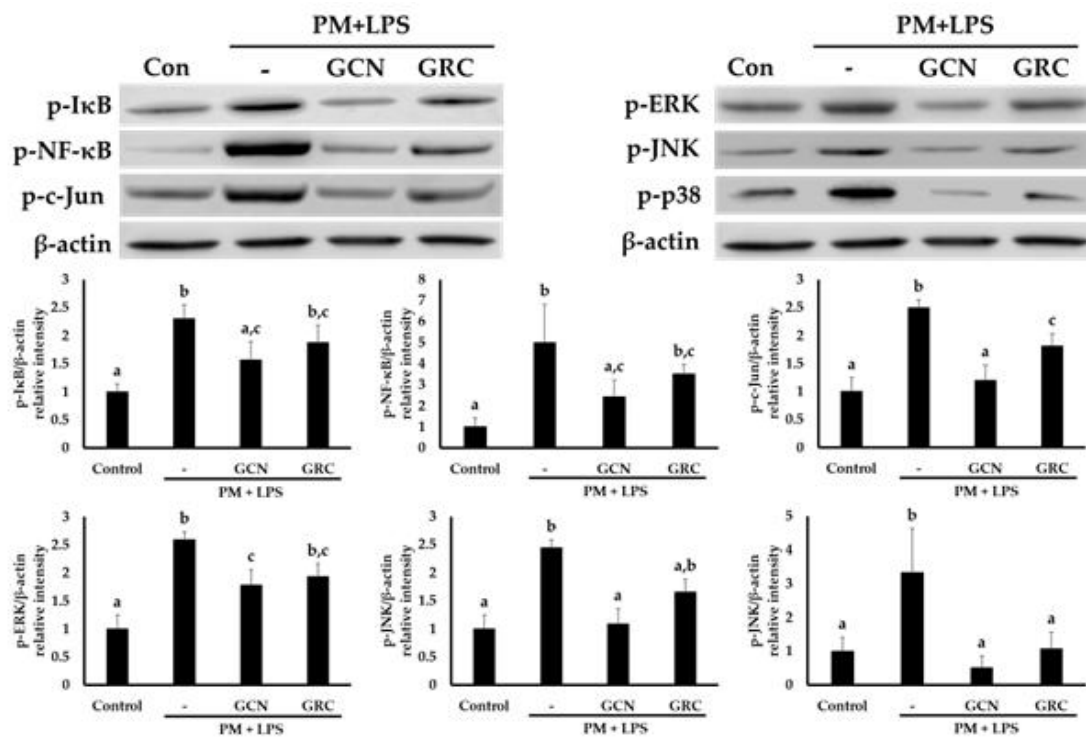 PM+LPS
Con - GCN GRC
p-IκB
p-NF-κB
p-c-Jun
β-actin
PM+LPS
Con - GCN GRC
p-ERK
p-JNK
p-p38
β-actin
p-IκB/β-actin
relative intensity
3
2.5
2
1.5
1
0.5
0
a
b
a,c
b,c
Control - GCN GRC
PM + LPS
p-NF-κB/β-actin
relative intensity
8
7
6
5
4
3
2
1
0
a
b
a,c
b,c
Control - GCN GRC
PM + LPS
p-c-Jun/β-actin
relative intensity
3
2.5
2
1.5
1
0.5
0
a
b
a
c
Control - GCN GRC
PM + LPS
p-ERK/β-actin
relative intensity
3
2.5
2
1.5
1
0.5
0
a
b
c
b,c
Control - GCN GRC
PM + LPS
p-JNK/β-actin
relative intensity
3
2.5
2
1.5
1
0.5
0
a
b
a
a,b
Control - GCN GRC
PM + LPS
p-JNK/β-actin
relative intensity
5
4
3
2
1
0
a
b
a
a
Control - GCN GRC
PM + LPS